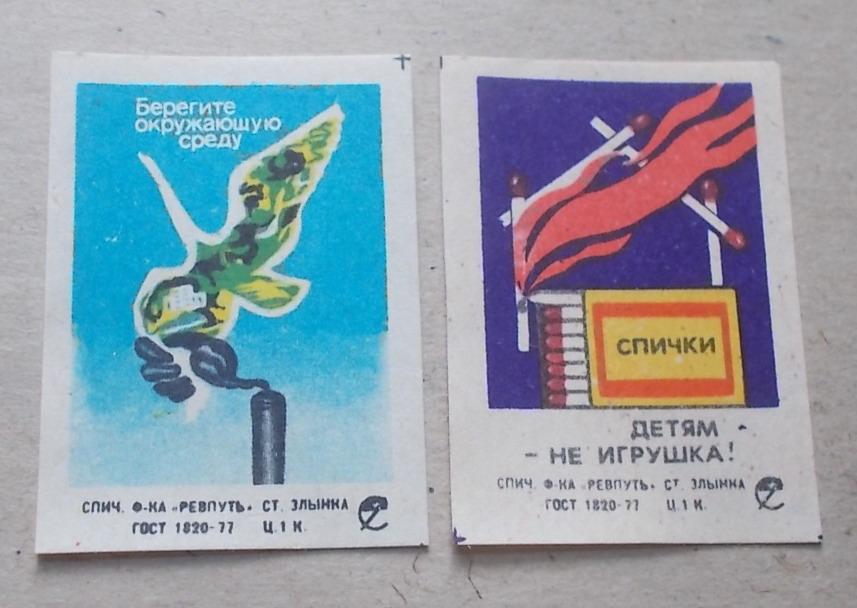 Берегите
окружающую
среду
СПИЧ. Ф-КА «РЕВПУТЬ» СТ. ЗЛЫНКА
ГОСТ 1820-77 Ц. 1 К.
СПИЧКИ
ДЕТЯМ -
- НЕ ИГРУШКА!
СПИЧ. Ф-КА «РЕВПУТЬ» СТ. ЗЛЫНКА
ГОСТ 1820-77 Ц. 1 К.